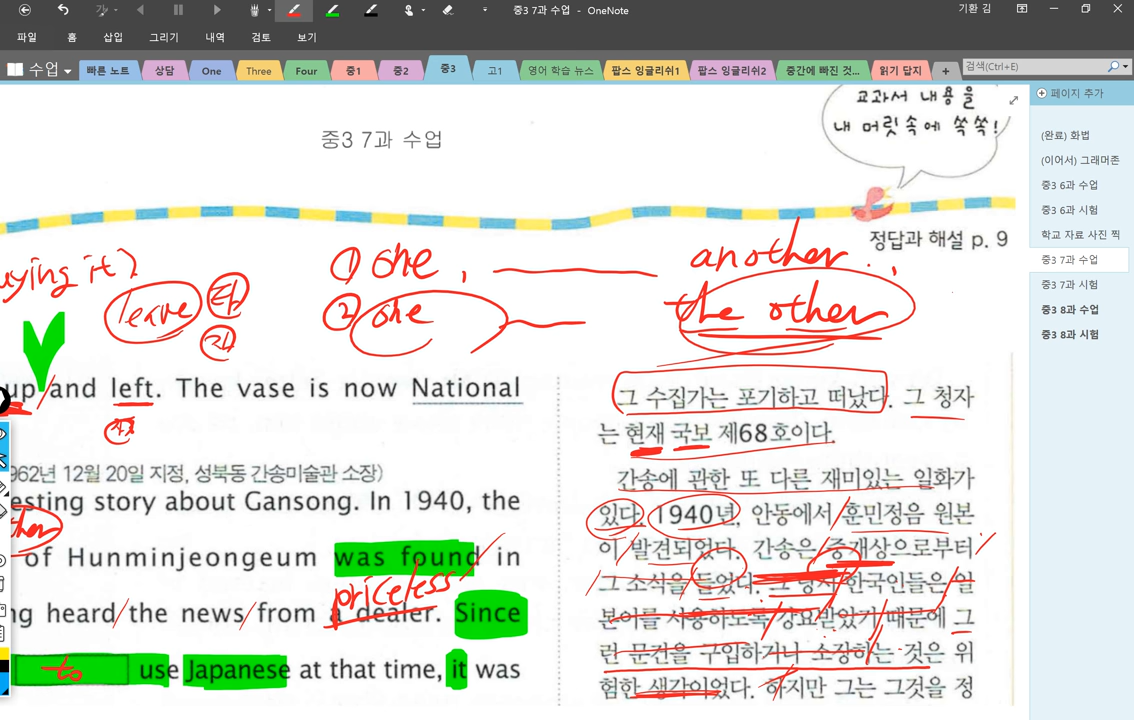 중3 7과 수업 - OneNote
기환 김
파일 홈 삽입 그리기 내역 검토 보기
수업 빠른 노트 상담 One Three Four 중1 중2 중3 고1 영어 학습 뉴스 팝스 잉글리쉬1 팝스 잉글리쉬2 중간에 빠진 것... 읽기 답지 +
검색(Ctrl+E)
페이지 추가
(완료) 화법
(이어서) 그래머존
중3 6과 수업
중3 6과 시험
학교 자료 사진 찍
중3 7과 수업
중3 7과 시험
중3 8과 수업
중3 8과 시험
중3 7과 수업
교과서 내용을
내 머릿속에 쏙쏙!
정답과 해설 p. 9
uying it?
leave
① one, another
② one the other
up and left. The vase is now National
962년 12월 20일 지정, 성북동 간송미술관 소장)
esting story about Gansong. In 1940, the
of Hunminjeongeum was found in
priceless
ng heard the news from a dealer. Since
to use Japanese at that time, it was
그 수집가는 포기하고 떠났다. 그 청자
는 현재 국보 제68호이다.
간송에 관한 또 다른 재미있는 일화가
있다. 1940년, 안동에서 훈민정음 원본
이 발견되었다. 간송은 중개상으로부터
그 소식을 들었다. 그 당시 한국인들은 일
본어를 사용하도록 강요받았기 때문에 그
런 문건을 구입하거나 소장하는 것은 위
험한 생각이었다. 하지만 그는 그것을 정